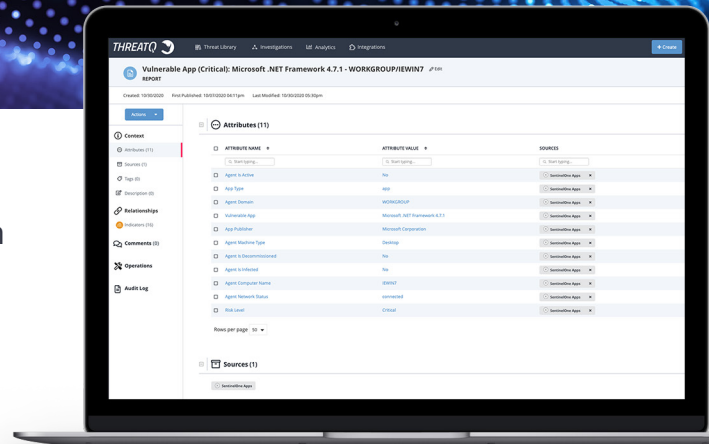 THREATQ
Threat Library Investigations Analytics Integrations
+ Create
Vulnerable App (Critical): Microsoft .NET Framework 4.7.1 - WORKGROUP/IEWIN7 Edit
REPORT
Created: 10/30/2020 First Published: 10/07/2020 04:11pm Last Modified: 10/30/2020 05:30pm
Actions
Context
Attributes (11)
Sources (1)
Tags (0)
Description (0)
Relationships
Indicators (10)
Comments (0)
Operations
Audit Log
Attributes (11)
ATTRIBUTE NAME ATTRIBUTE VALUE SOURCES
Start typing... Start typing... Start typing...
Agent Is Active No SentinelOne Apps ×
App Type app SentinelOne Apps ×
Agent Domain WORKGROUP SentinelOne Apps ×
Vulnerable App Microsoft .NET Framework 4.7.1 SentinelOne Apps ×
App Publisher Microsoft Corporation SentinelOne Apps ×
Agent Machine Type Desktop SentinelOne Apps ×
Agent Is Decommissioned No SentinelOne Apps ×
Agent Is Infected No SentinelOne Apps ×
Agent Computer Name IEWIN7 SentinelOne Apps ×
Agent Network Status connected SentinelOne Apps ×
Risk Level Critical SentinelOne Apps ×
Rows per page 50
Sources (1)
SentinelOne Apps